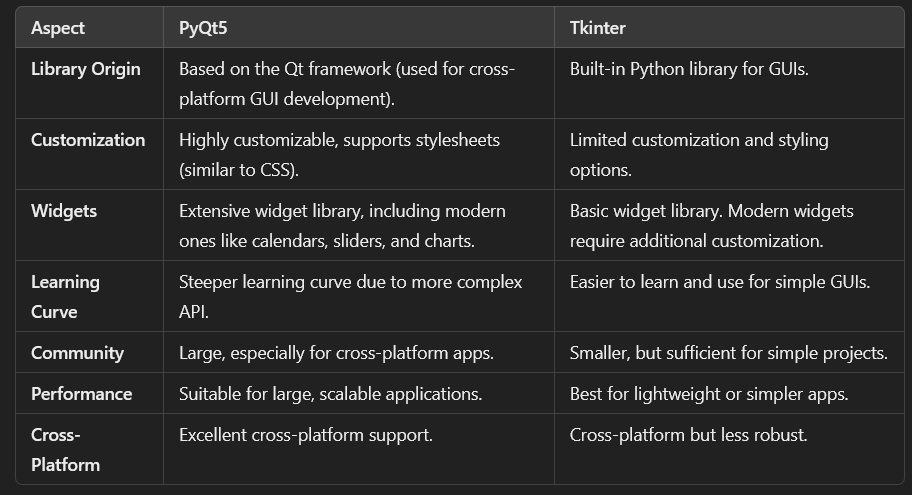 Aspect PyQt5 Tkinter
Library Origin Based on the Qt framework (used for cross- Built-in Python library for GUIs.
platform GUI development).
Customization Highly customizable, supports stylesheets Limited customization and styling
(similar to CSS). options.
Widgets Extensive widget library, including modern Basic widget library. Modern widgets
ones like calendars, sliders, and charts. require additional customization.
Learning Steeper learning curve due to more complex Easier to learn and use for simple GUIs.
Curve API.
Community Large, especially for cross-platform apps. Smaller, but sufficient for simple projects.
Performance Suitable for large, scalable applications. Best for lightweight or simpler apps.
Cross- Excellent cross-platform support. Cross-platform but less robust.
Platform